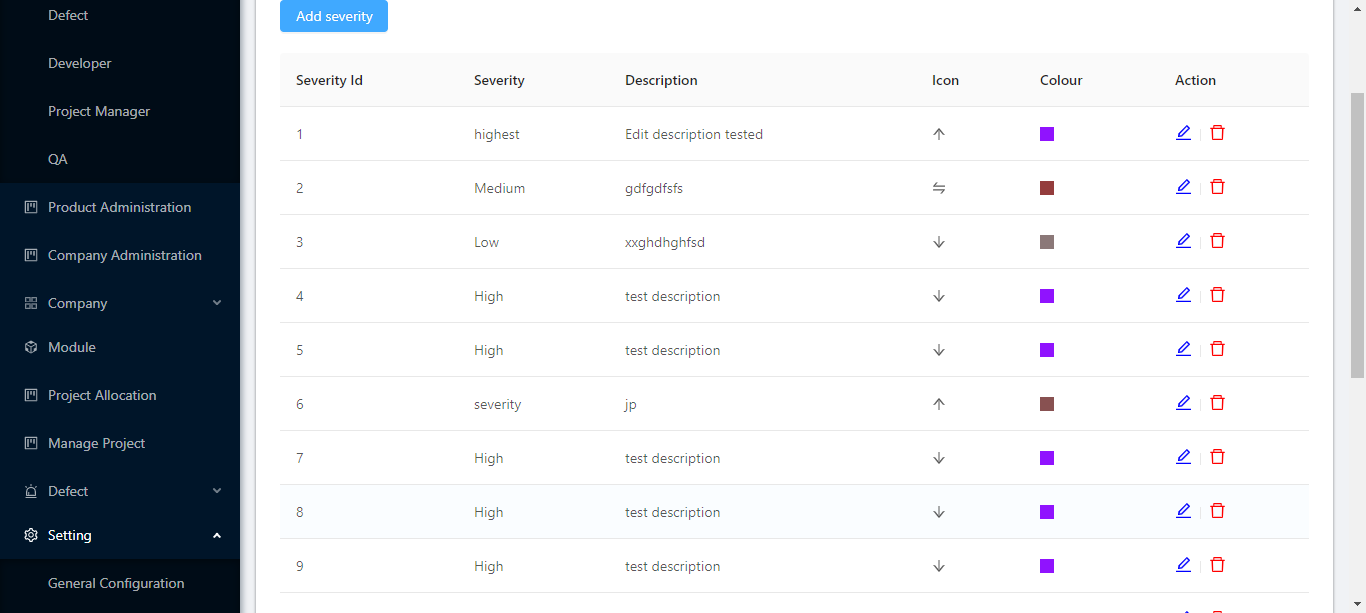 Defect
Developer
Project Manager
QA
Product Administration
Company Administration
Company
Module
Project Allocation
Manage Project
Defect
Setting
General Configuration
Add severity
Severity Id Severity Description Icon Colour Action
1 highest Edit description tested
2 Medium gdfgdfsfs
3 Low xxghdhghfsd
4 High test description
5 High test description
6 severity jp
7 High test description
8 High test description
9 High test description